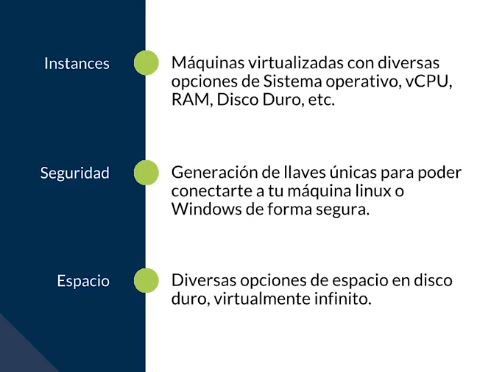 Instances
Máquinas virtualizadas con diversas
opciones de Sistema operativo, vCPU,
RAM, Disco Duro, etc.
Seguridad
Generación de llaves únicas para poder
conectarte a tu máquina linux o
Windows de forma segura.
Espacio
Diversas opciones de espacio en disco
duro, virtualmente infinito.